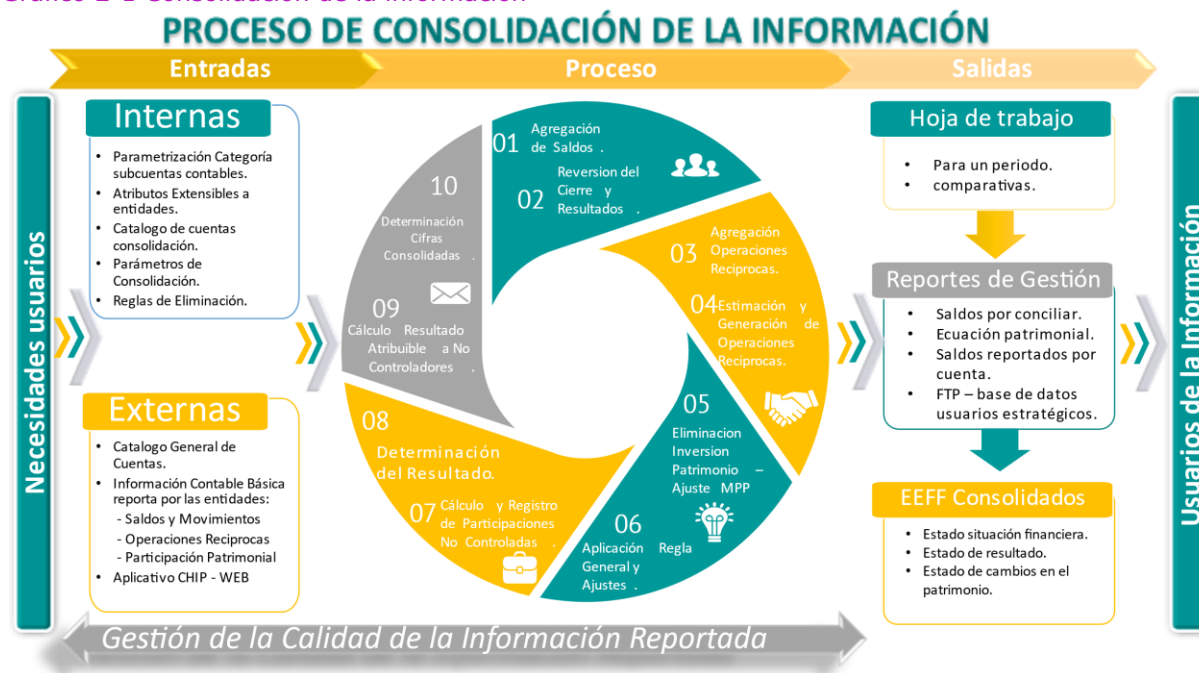 PROCESO DE CONSOLIDACIÓN DE LA INFORMACIÓN
Entradas
Proceso
Salidas
Necesidades usuarios
Internas
• Parametrización Categoría
subcuentas contables.
• Atributos Extensibles a
entidades.
• Catalogo de cuentas
consolidación.
• Parámetros de
Consolidación.
• Reglas de Eliminación.
Externas
• Catalogo General de
Cuentas.
• Información Contable Básica
reporta por las entidades:
- Saldos y Movimientos
- Operaciones Reciprocas
- Participación Patrimonial
• Aplicativo CHIP - WEB
01 Agregación
de Saldos .
02 Reversion del
Cierre y
Resultados .
03 Agregación
Operaciones
Reciprocas.
04 Estimación y
Generación de
Operaciones
Reciprocas.
05
Eliminacion
Inversion
Patrimonio –
Ajuste MPP
06
Aplicación Regla
General y
Ajustes .
07 Cálculo y Registro
de Participaciones
No Controladas .
08
Determinación
del Resultado.
09
Cálculo Resultado
Atribuible a No
Controladores .
10
Determinación
Cifras
Consolidadas .
Hoja de trabajo
• Para un periodo.
• comparativas.
Reportes de Gestión
• Saldos por conciliar.
• Ecuación patrimonial.
• Saldos reportados por
cuenta.
• FTP – base de datos
usuarios estratégicos.
EEFF Consolidados
• Estado situación financiera.
• Estado de resultado.
• Estado de cambios en el
patrimonio.
Usuarios de la Información
Gestión de la Calidad de la Información Reportada